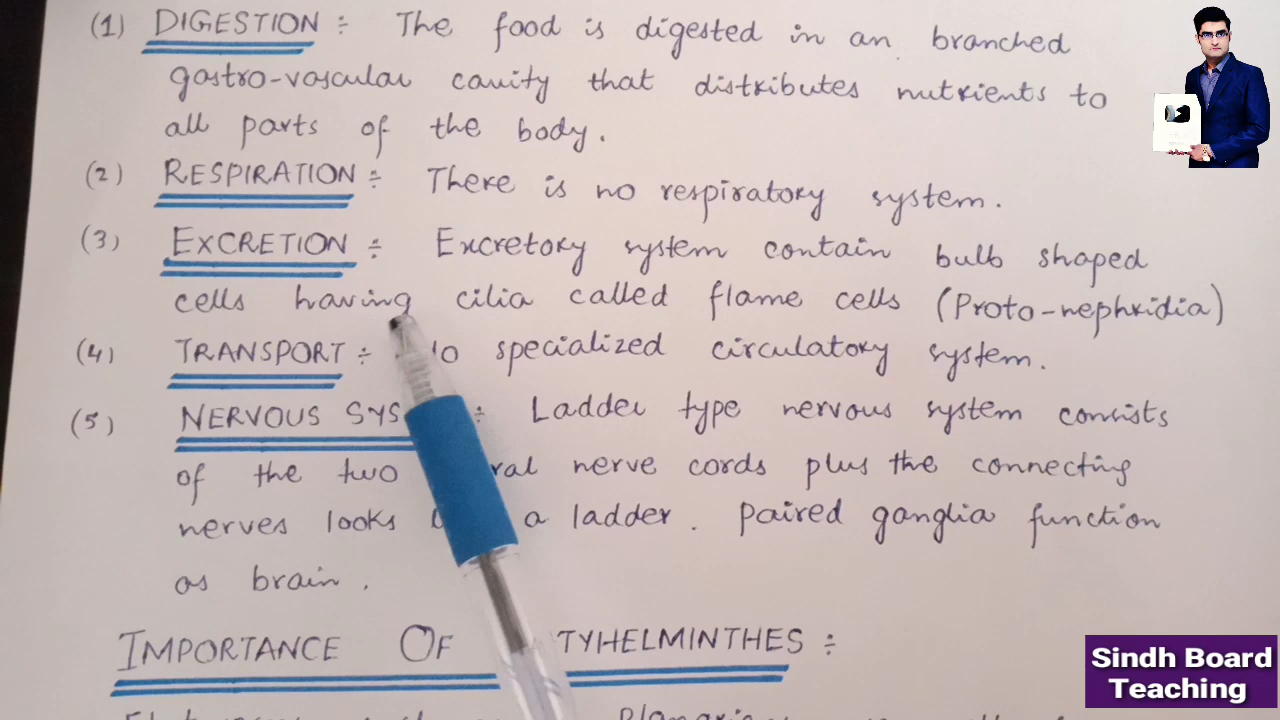 (1) DIGESTION ÷ The food is digested in an branched
gastro-vascular cavity that distributes nutrients to
all parts of the body.
(2) RESPIRATION ÷ There is no respiratory system.
(3) EXCRETION ÷ Excretory system contain bulb shaped
cells having cilia called flame cells (Proto-nephridia)
(4) TRANSPORT ÷ No specialized circulatory system.
(5) NERVOUS SYS ÷ Ladder type nervous system consists
of the two ral nerve cords plus the connecting
nerves looks a ladder. Paired ganglia function
as brain.
IMPORTANCE OF TYHELMINTHES ÷
Planarians
Sindh Board
Teaching